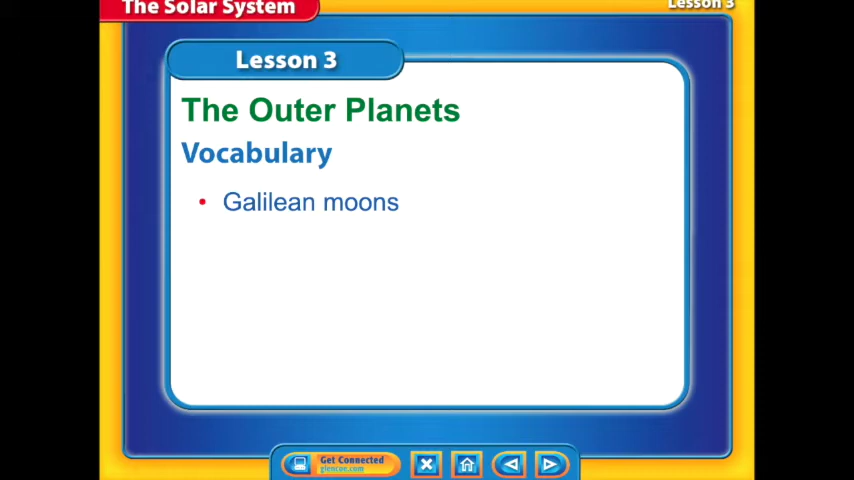 The Solar System
Lesson 3
Lesson 3
The Outer Planets
Vocabulary
• Galilean moons
Get Connected
glencoe.com